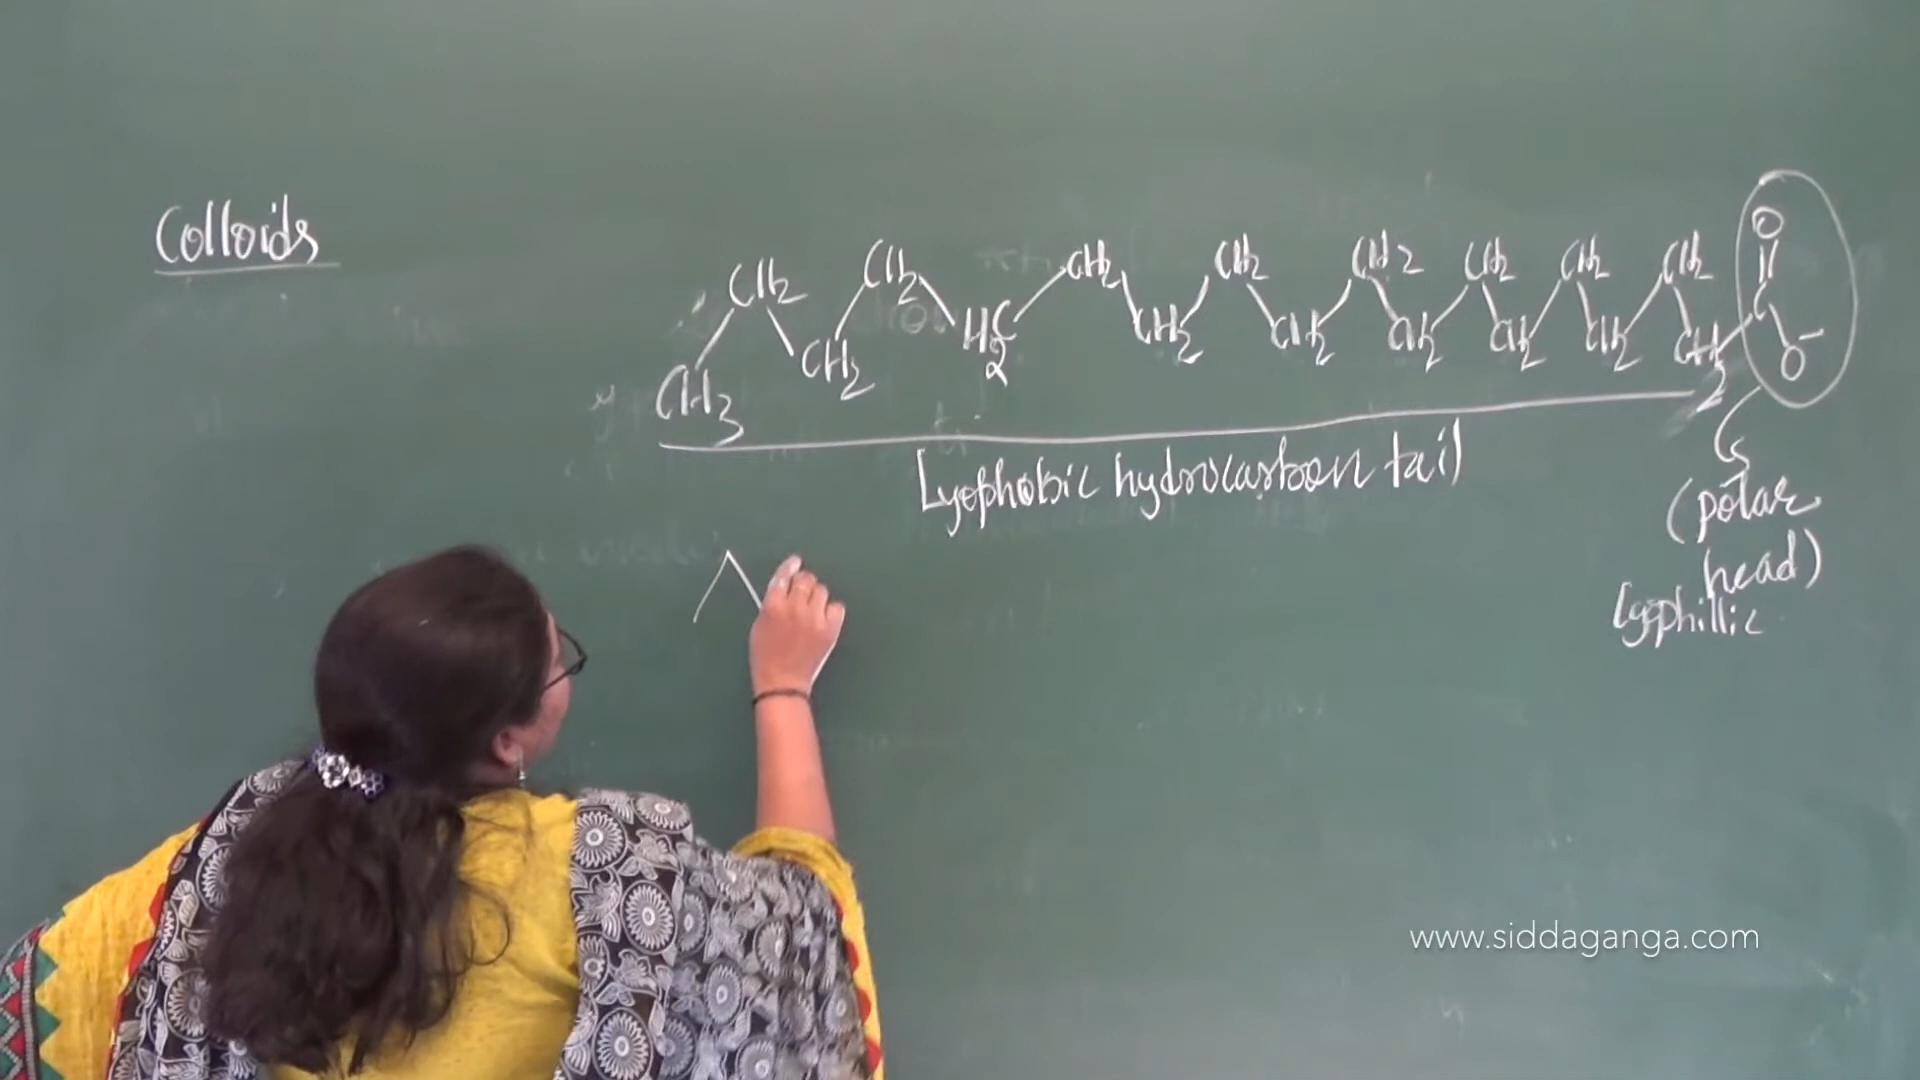 Colloids
CH2 CH2 CH2 CH2 CH2 CH2 CH2 CH2 O
CH3 CH2 H2C CH2 CH2 CH2 CH2 CH2 CH2 C O-
Lyophobic hydrocarbon tail
(polar
head)
Lyophillic
www.siddaganga.com